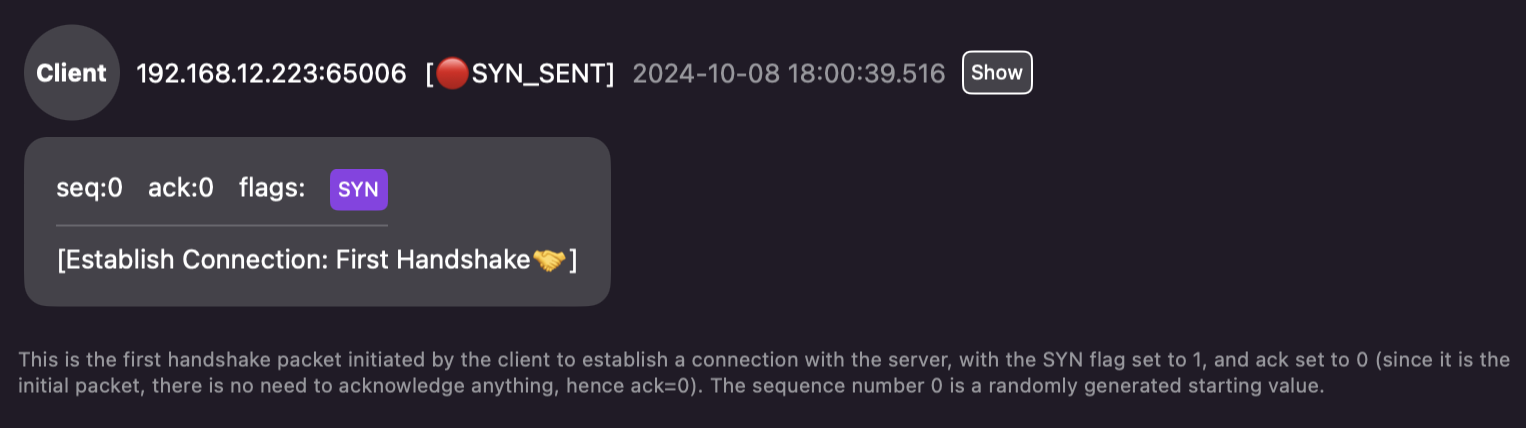 Client 192.168.12.223:65006 [🔴SYN_SENT] 2024-10-08 18:00:39.516 Show
seq:0 ack:0 flags: SYN
[Establish Connection: First Handshake🤝]
This is the first handshake packet initiated by the client to establish a connection with the server, with the SYN flag set to 1, and ack set to 0 (since it is the
initial packet, there is no need to acknowledge anything, hence ack=0). The sequence number 0 is a randomly generated starting value.